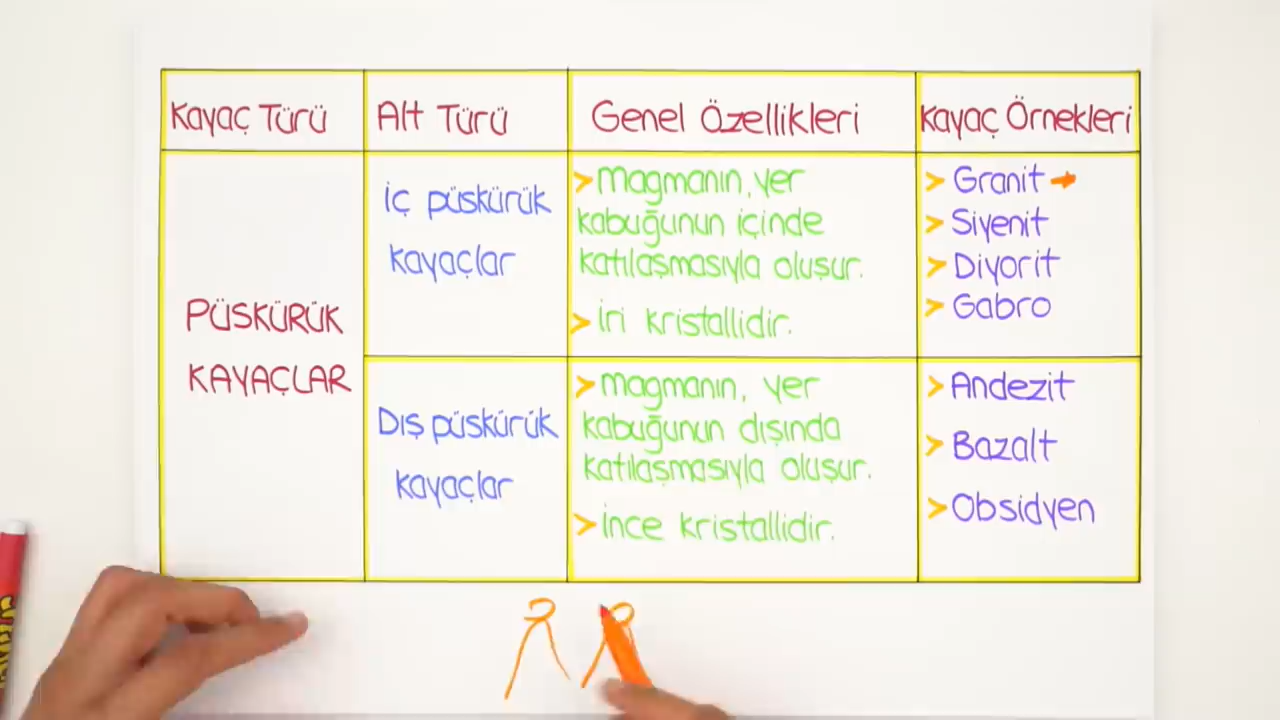 Kayaç Türü
Alt Türü
Genel Özellikleri
Kayaç Örnekleri
PÜSKÜRÜK
KAYAÇLAR
İç püskürük
kayaçlar
➤ Magmanın, yer
kabuğunun içinde
katılaşmasıyla oluşur.
➤ İri kristallidir.
➤ Granit →
➤ Siyenit
➤ Diyorit
➤ Gabro
Dış püskürük
kayaçlar
➤ Magmanın, yer
kabuğunun dışında
katılaşmasıyla oluşur.
➤ İnce kristallidir.
➤ Andezit
➤ Bazalt
➤ Obsidyen